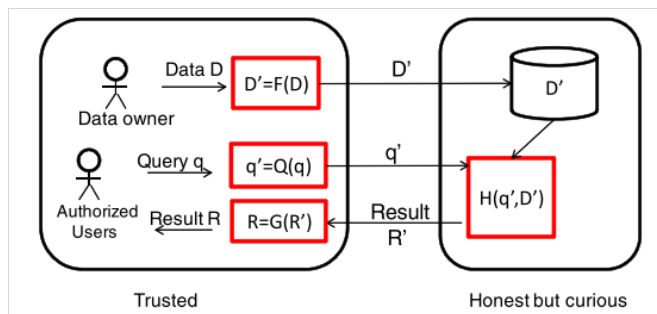 Data D
D’=F(D)
D’
D’
Data owner
Query q
q’=Q(q)
q’
H(q’,D’)
Authorized
Users
Result R
R=G(R’)
Result
R’
Trusted
Honest but curious